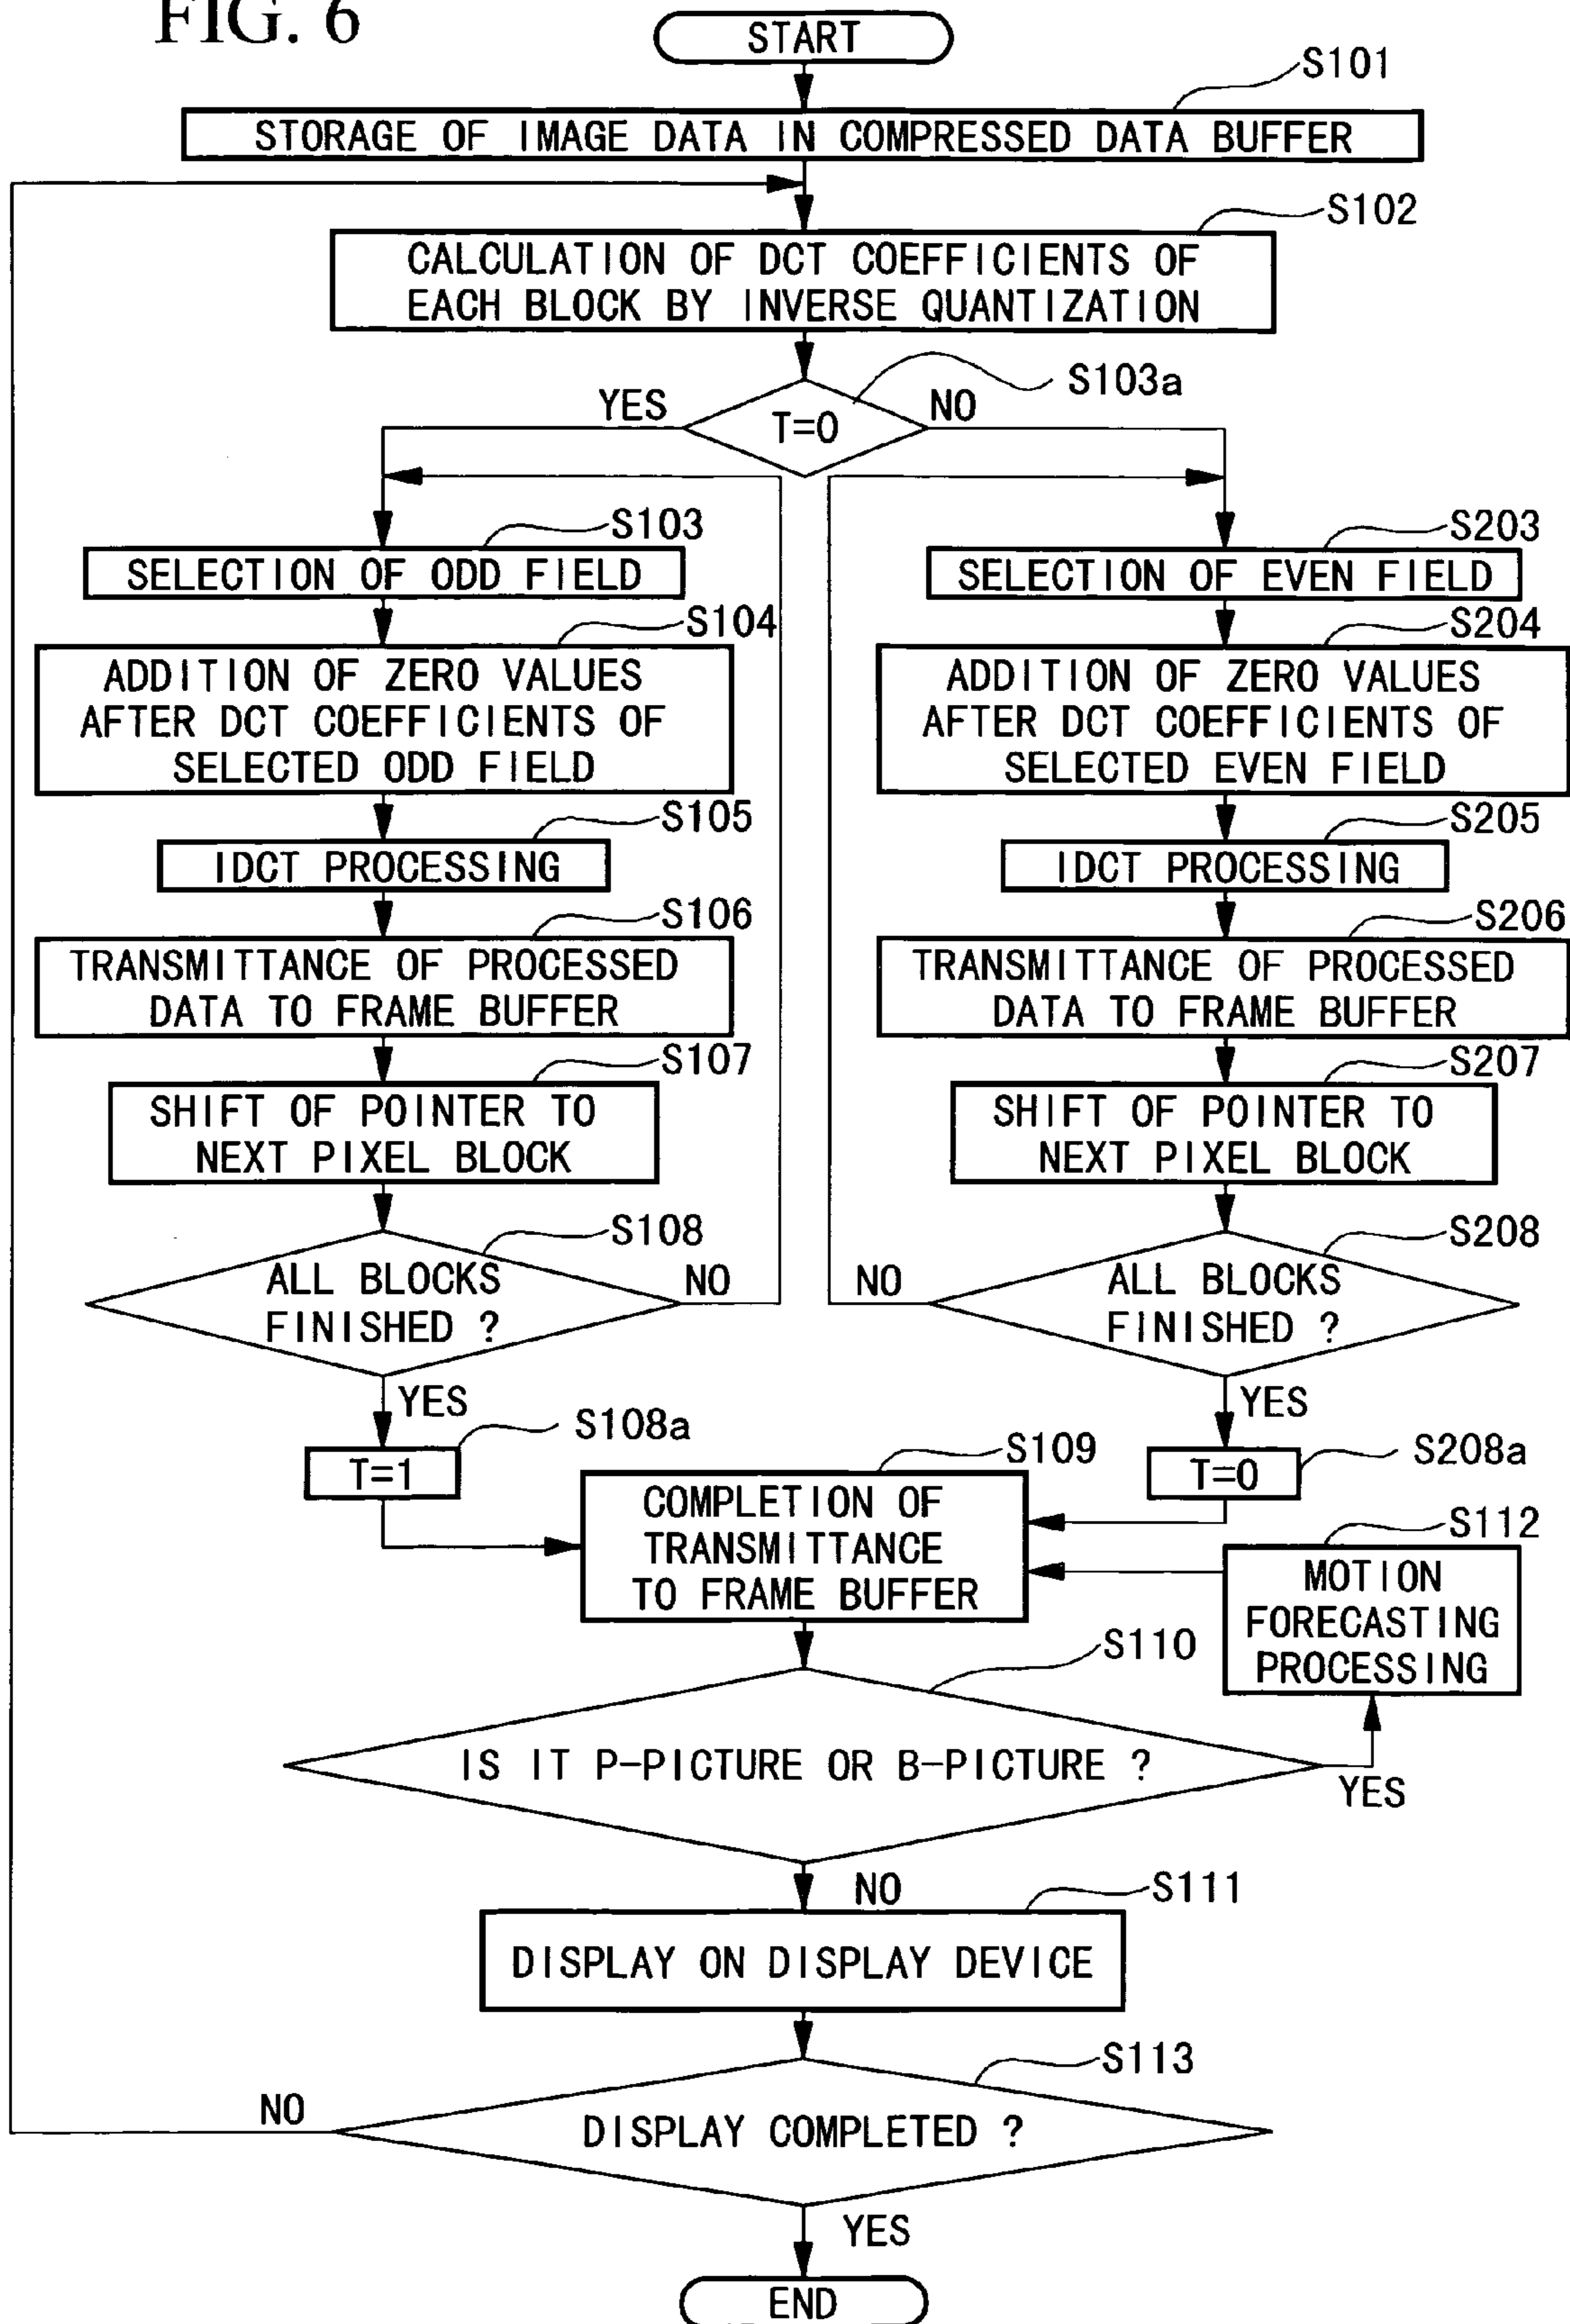 FIG. 6
START
S101
STORAGE OF IMAGE DATA IN COMPRESSED DATA BUFFER
S102
CALCULATION OF DCT COEFFICIENTS OF
EACH BLOCK BY INVERSE QUANTIZATION
S103a
YES
T=0
NO
S103
SELECTION OF ODD FIELD
S104
ADDITION OF ZERO VALUES
AFTER DCT COEFFICIENTS OF
SELECTED ODD FIELD
S105
IDCT PROCESSING
S106
TRANSMITTANCE OF PROCESSED
DATA TO FRAME BUFFER
S107
SHIFT OF POINTER TO
NEXT PIXEL BLOCK
S108
ALL BLOCKS
FINISHED ?
NO
YES
S108a
T=1
S203
SELECTION OF EVEN FIELD
S204
ADDITION OF ZERO VALUES
AFTER DCT COEFFICIENTS OF
SELECTED EVEN FIELD
S205
IDCT PROCESSING
S206
TRANSMITTANCE OF PROCESSED
DATA TO FRAME BUFFER
S207
SHIFT OF POINTER TO
NEXT PIXEL BLOCK
S208
NO
ALL BLOCKS
FINISHED ?
YES
S208a
T=0
S109
COMPLETION OF
TRANSMITTANCE
TO FRAME BUFFER
S112
MOTION
FORECASTING
PROCESSING
S110
IS IT P-PICTURE OR B-PICTURE ?
YES
NO
S111
DISPLAY ON DISPLAY DEVICE
S113
NO
DISPLAY COMPLETED ?
YES
END